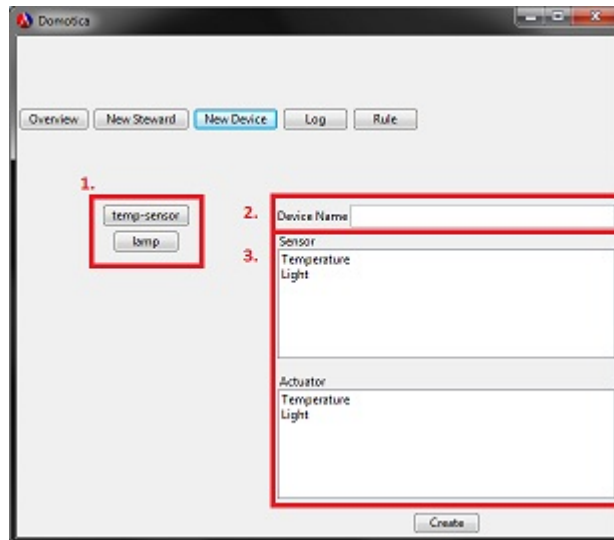 Domotica
Overview New Steward New Device Log Rule
1.
temp-sensor
lamp
2. Device Name
3. Sensor
Temperature
Light
Actuator
Temperature
Light
Create